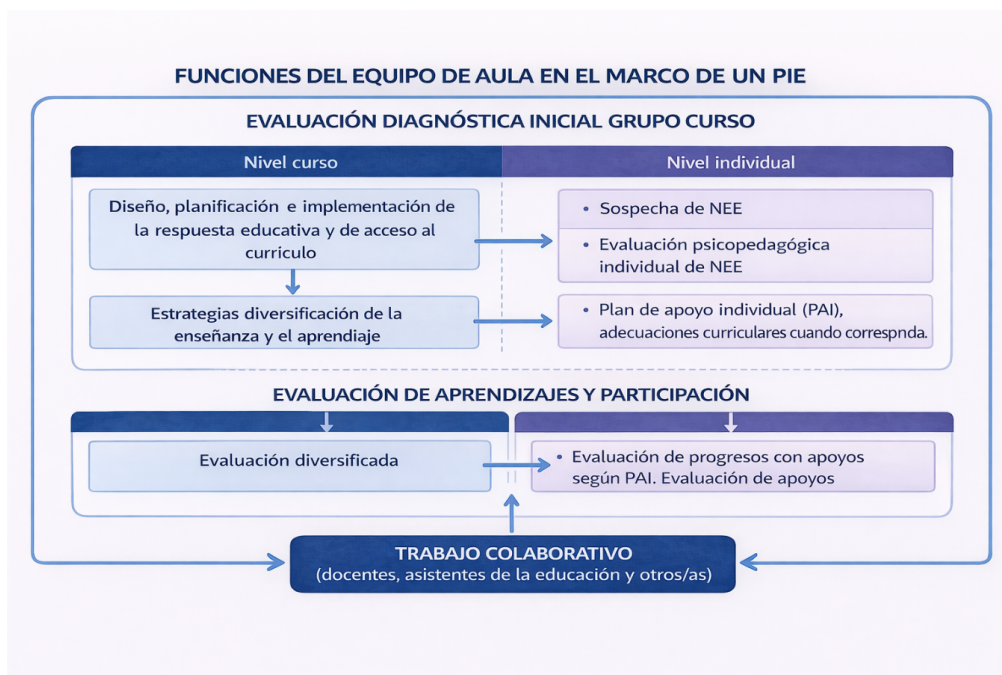 FUNCIONES DEL EQUIPO DE AULA EN EL MARCO DE UN PIE
EVALUACIÓN DIAGNÓSTICA INICIAL GRUPO CURSO
Nivel curso
Nivel individual
Diseño, planificación e implementación de
la respuesta educativa y de acceso al
curriculo
• Sospecha de NEE
• Evaluación psicopedagógica
individual de NEE
Estrategias diversificación de la
enseñanza y el aprendiaje
• Plan de apoyo individual (PAI),
adecuaciones curriculares cuando correspnda.
EVALUACIÓN DE APRENDIZAJES Y PARTICIPACIÓN
Evaluación diversificada
• Evaluación de progresos con apoyos
según PAI. Evaluación de apoyos
TRABAJO COLABORATIVO
(docentes, asistentes de la educación y otros/as)